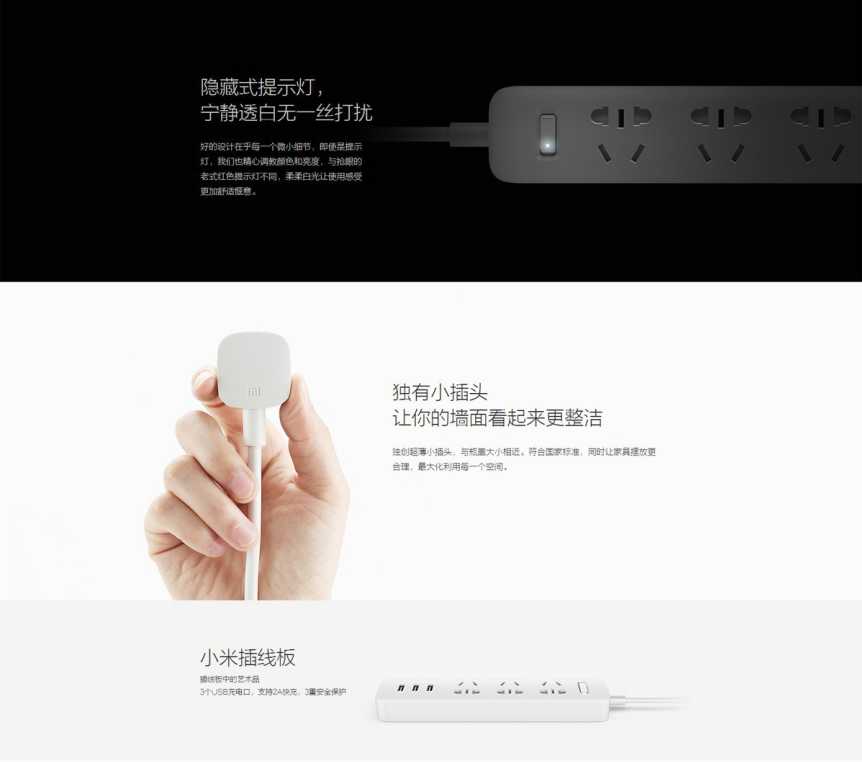 隐藏式提示灯，
宁静透白无一丝打扰
好的设计在乎每一个微小细节，即使是提示
灯，我们也精心调教颜色和亮度，与抢眼的
老式红色提示灯不同，柔柔白光让使用感受
更加舒适惬意。
mi
独有小插头
让你的墙面看起来更整洁
独创超薄小插头，与瓶盖大小相近。符合国家标准，同时让家具摆放更
合理，最大化利用每一个空间。
小米插线板
插线板中的艺术品
3个USB充电口，支持2A快充，3重安全保护